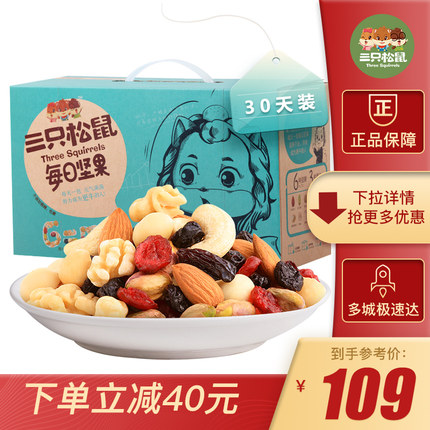 三只松鼠
Three Squirrels
30天装
三只松鼠
Three Squirrels
每日坚果
正
正品保障
下拉详情
抢更多优惠
多城极速达
到手参考价:
¥109
下单立减40元